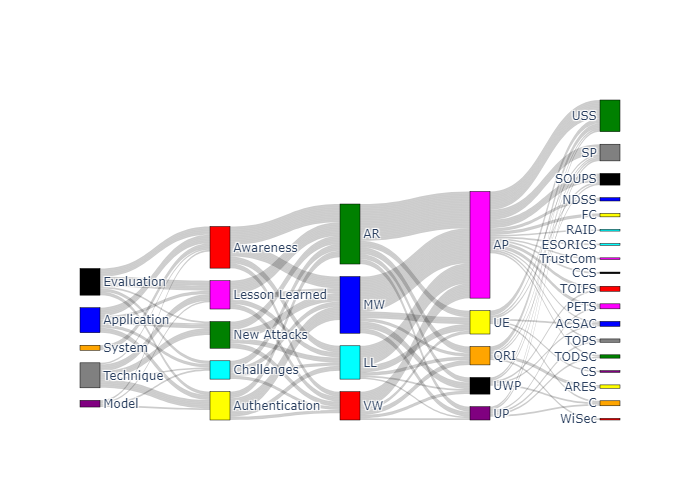 Evaluation
Application
System
Technique
Model
Awareness
Lesson Learned
New Attacks
Challenges
Authentication
AR
MW
LL
VW
AP
UE
QRI
UWP
UP
USS
SP
SOUPS
NDSS
FC
RAID
ESORICS
TrustCom
CCS
TOIFS
PETS
ACSAC
TOPS
TODSC
CS
ARES
C
WiSec